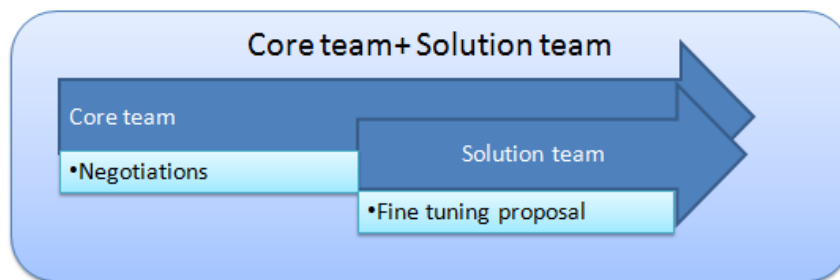 Core team+ Solution team
Core team
•Negotiations
Solution team
•Fine tuning proposal